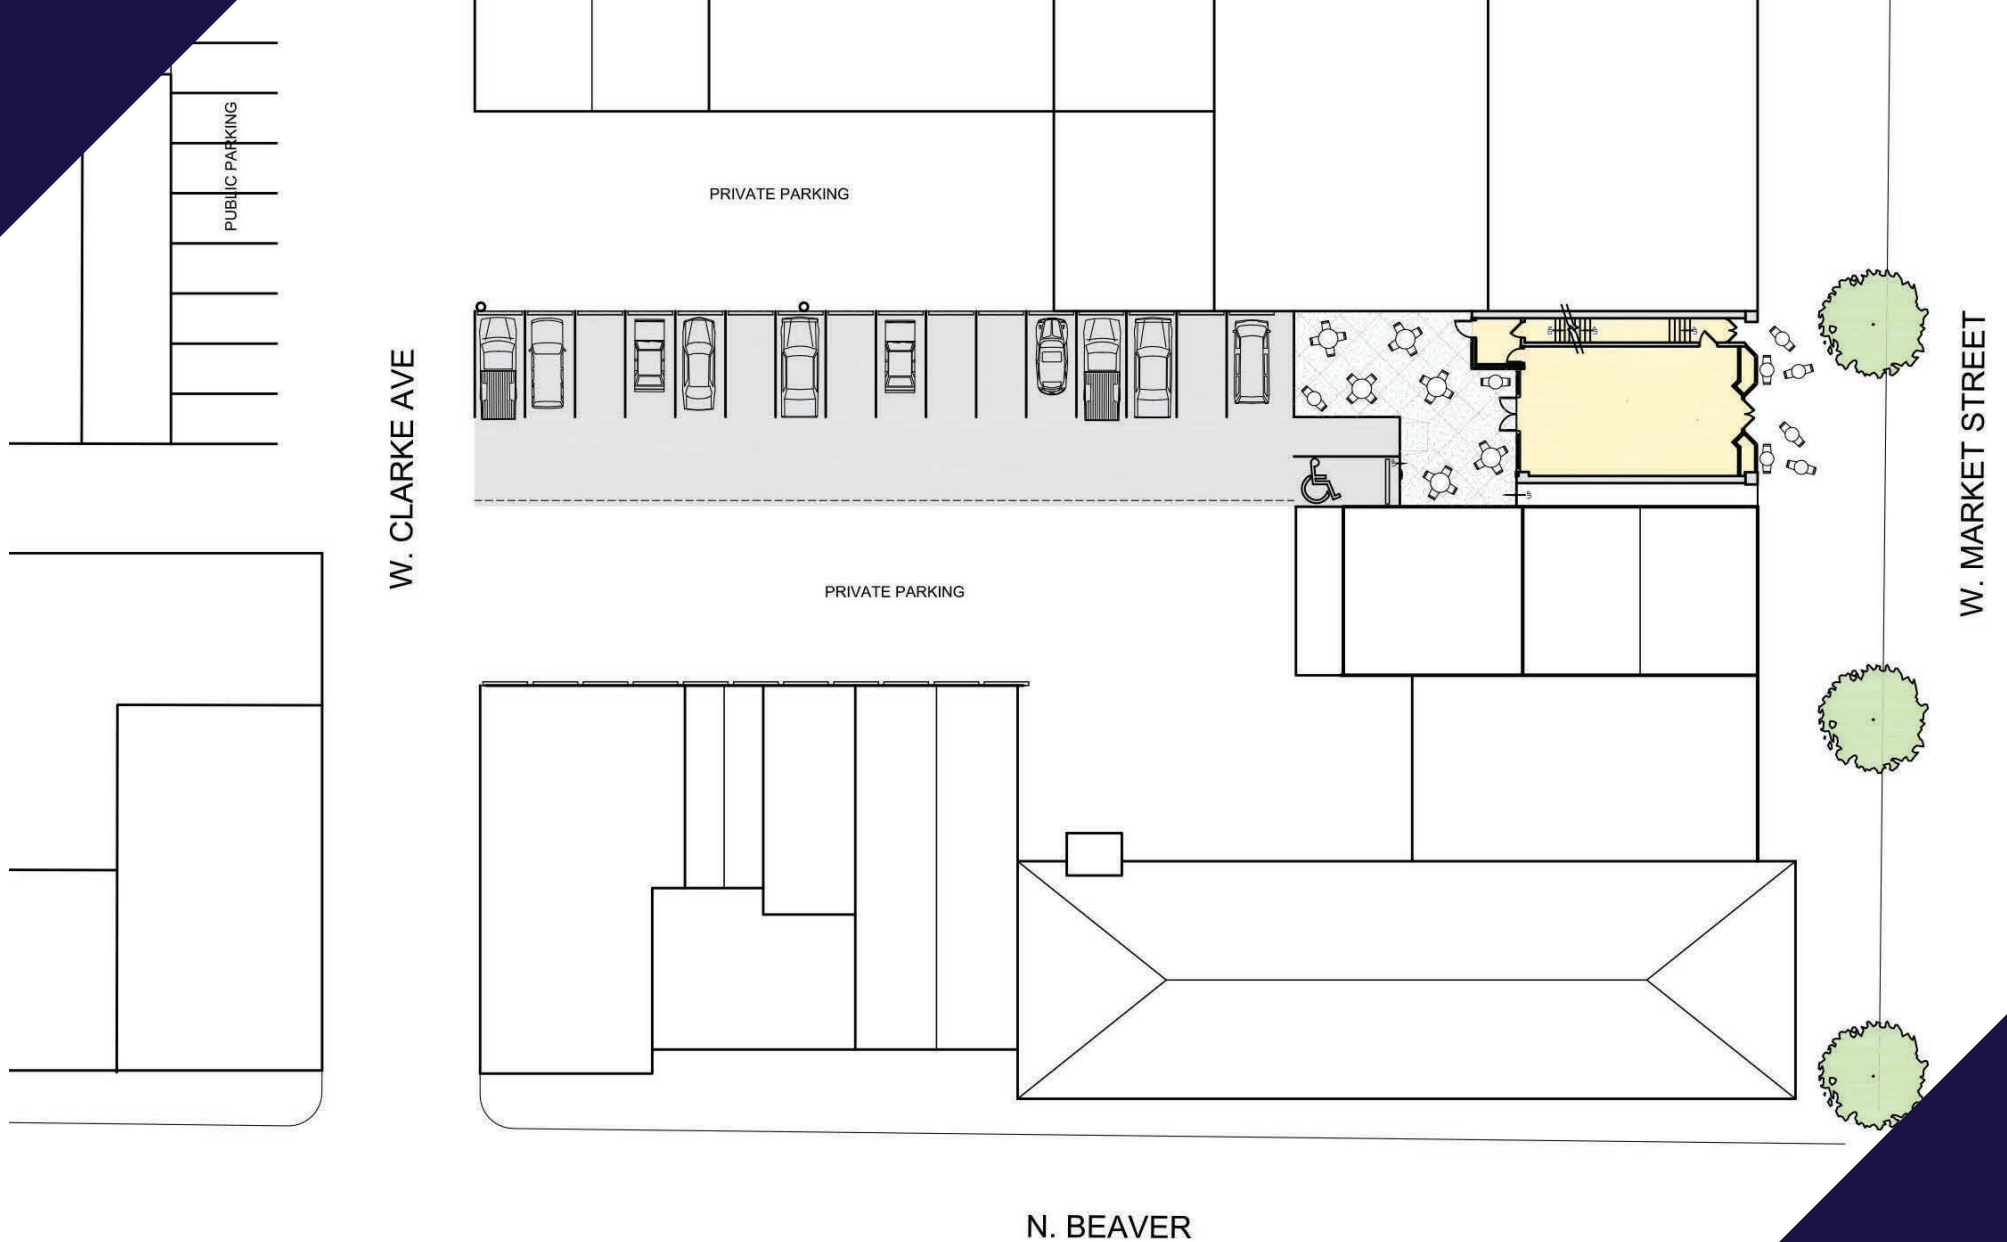 PUBLIC PARKING
PRIVATE PARKING
W. CLARKE AVE
W. MARKET STREET
PRIVATE PARKING
N. BEAVER